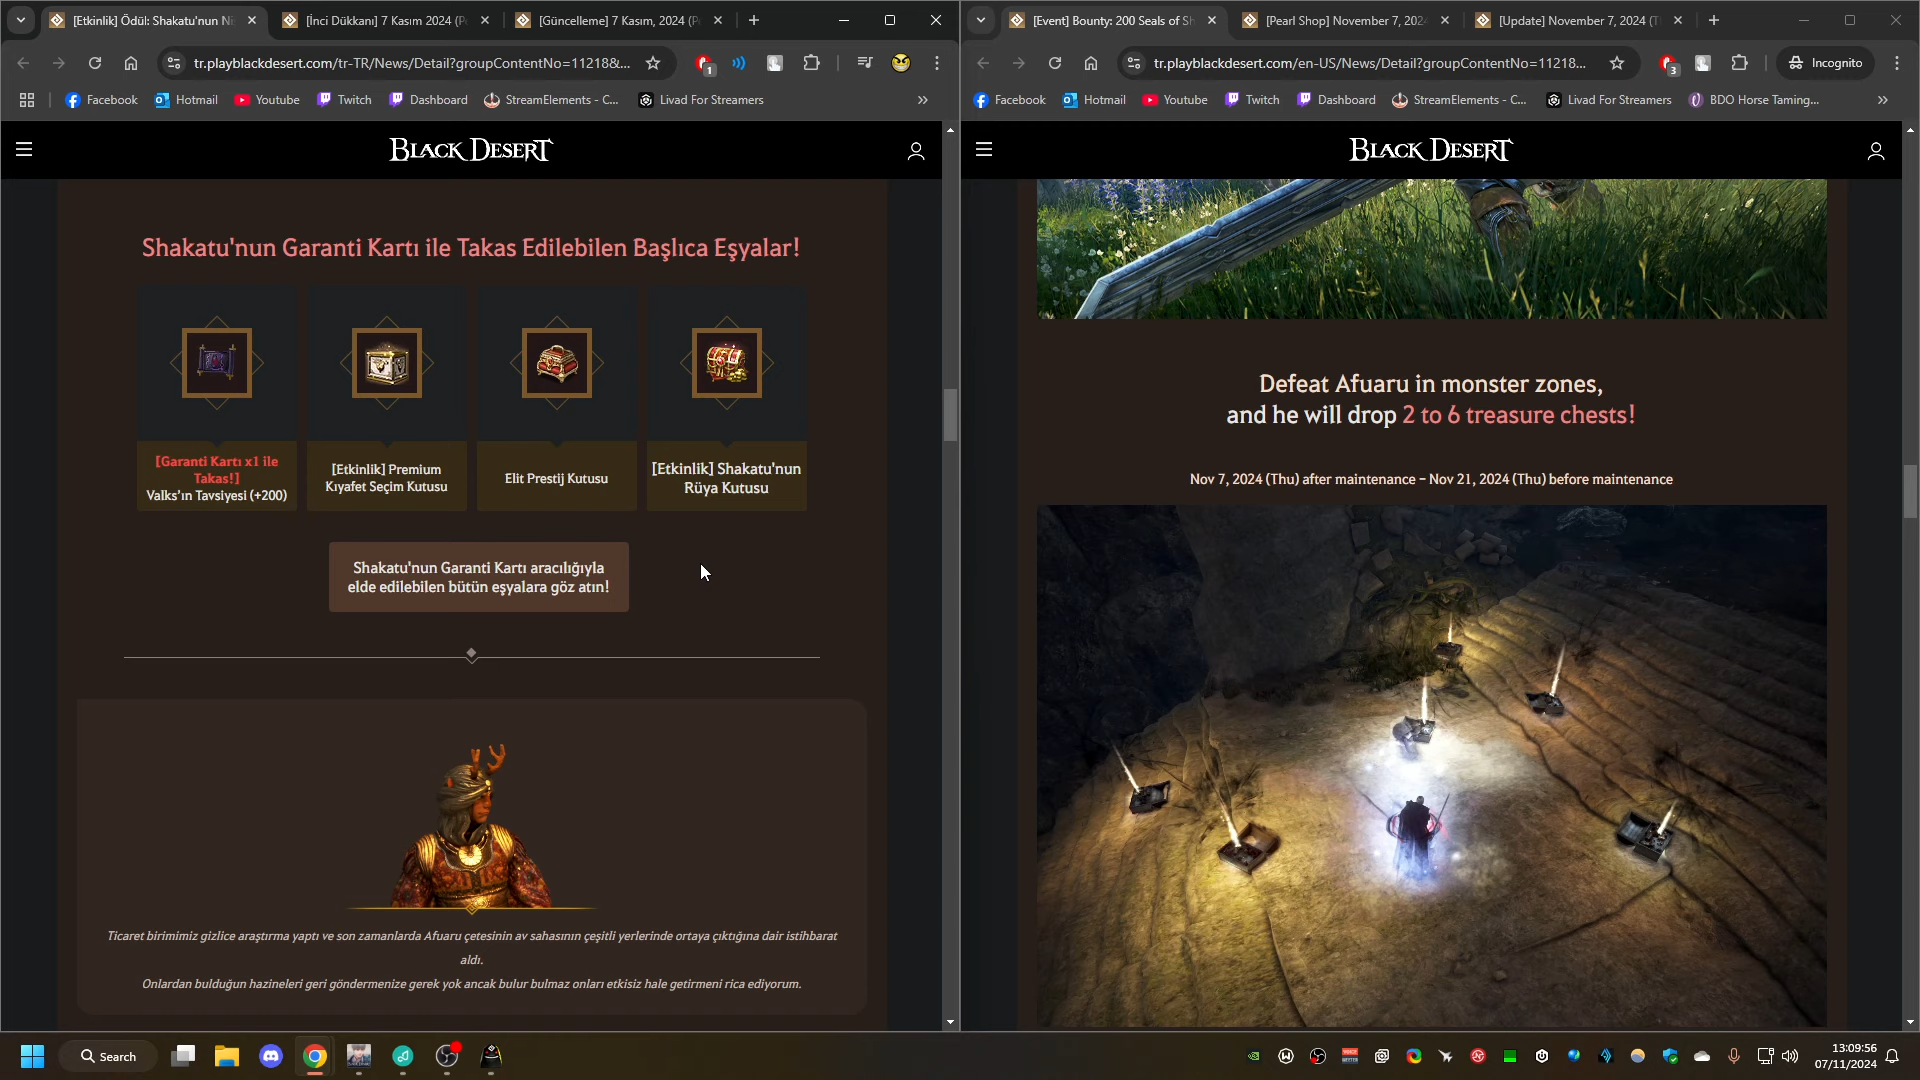 [Etkinlik] Ödül: Shakatu'nun Ni
[İnci Dükkanı] 7 Kasım 2024 (P
[Güncelleme] 7 Kasım, 2024 (P
[Event] Bounty: 200 Seals of Sh
[Pearl Shop] November 7, 202
[Update] November 7, 2024 (T
tr.playblackdesert.com/tr-TR/News/Detail?groupContentNo=11218&...
1
tr.playblackdesert.com/en-US/News/Detail?groupContentNo=11218...
3
Incognito
Facebook
Hotmail
Youtube
Twitch
Dashboard
StreamElements - C...
Livad For Streamers
»
Facebook
Hotmail
Youtube
Twitch
Dashboard
StreamElements - C...
Livad For Streamers
BDO Horse Taming...
»
BLACK DESERT
BLACK DESERT
Shakatu'nun Garanti Kartı ile Takas Edilebilen Başlıca Eşyalar!
[Garanti Kartı x1 ile
Takas!]
Valks'ın Tavsiyesi (+200)
[Etkinlik] Premium
Kıyafet Seçim Kutusu
Elit Prestij Kutusu
[Etkinlik] Shakatu'nun
Rüya Kutusu
Shakatu'nun Garanti Kartı aracılığıyla
elde edilebilen bütün eşyalara göz atın!
Ticaret birimimiz gizlice araştırma yaptı ve son zamanlarda Afuaru çetesinin av sahasının çeşitli yerlerinde ortaya çıktığına dair istihbarat
aldı.
Onlardan bulduğun hazineleri geri göndermenize gerek yok ancak bulur bulmaz onları etkisiz hale getirmeni rica ediyorum.
Defeat Afuaru in monster zones,
and he will drop 2 to 6 treasure chests!
Nov 7, 2024 (Thu) after maintenance – Nov 21, 2024 (Thu) before maintenance
Search
13:09:56
07/11/2024